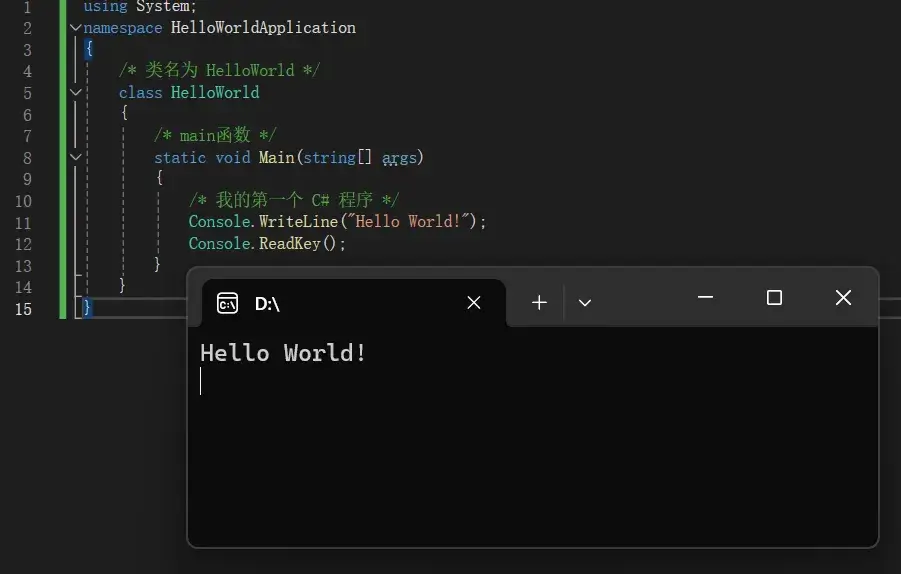 1 using System;
2 namespace HelloWorldApplication
3 {
4 /* 类名为 HelloWorld */
5 class HelloWorld
6 {
7 /* main函数 */
8 static void Main(string[] args)
9 {
10 /* 我的第一个 C# 程序 */
11 Console.WriteLine("Hello World!");
12 Console.ReadKey();
13 }
14 }
15 }
C:\ D:\
Hello World!